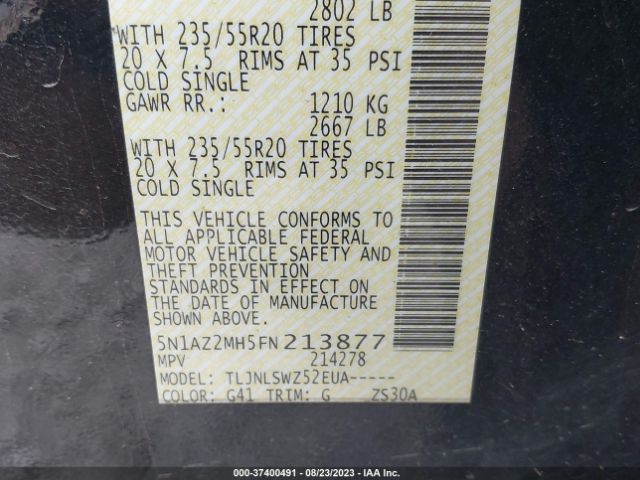 2802 LB
WITH 235/55R20 TIRES
20 X 7.5 RIMS AT 35 PSI
COLD SINGLE
GAWR RR.: 1210 KG
2667 LB
WITH 235/55R20 TIRES
20 X 7.5 RIMS AT 35 PSI
COLD SINGLE
THIS VEHICLE CONFORMS TO
ALL APPLICABLE FEDERAL
MOTOR VEHICLE SAFETY AND
THEFT PREVENTION
STANDARDS IN EFFECT ON
THE DATE OF MANUFACTURE
SHOWN ABOVE.
5N1AZ2MH5FN213877
MPV 214278
MODEL: TLJNLSWZ52EUA-----
COLOR: G41 TRIM: G ZS30A
000-37400491 - 08/23/2023 - IAA Inc.